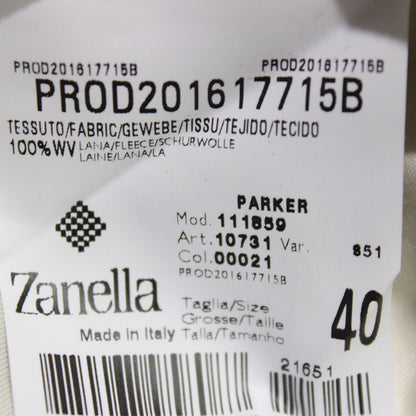 PROD201617715B PROD201617715B
PROD201617715B
TESSUTO/FABRIC/GEWEBE/TISSU/TEJIDO/TECIDO
100%WV LANA/FLEECE/SCHURWOLLE
LAINE/LANA/LA
PARKER
Mod. 111859
Art. 10731 Var. 851
Col. 00021
PROD201617715B
Zanella
Made in Italy
Taglia/Size
Grosse/Taille
Talla/Tamanho
40
21651